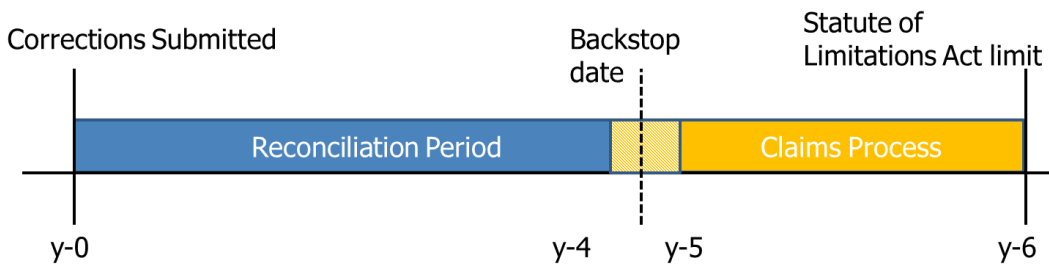 Corrections Submitted
Backstop
date
Statute of
Limitations Act limit
Reconciliation Period
Claims Process
y-0
y-4
y-5
y-6